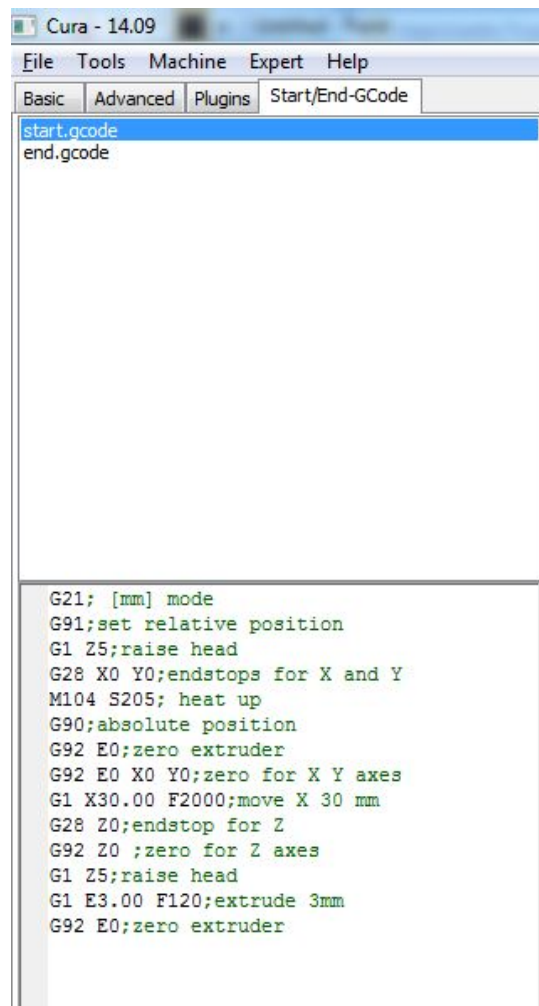 Cura - 14.09
File Tools Machine Expert Help
Basic Advanced Plugins Start/End-GCode
start.gcode
end.gcode
G21; [mm] mode
G91;set relative position
G1 Z5;raise head
G28 X0 Y0;endstops for X and Y
M104 S205; heat up
G90;absolute position
G92 E0;zero extruder
G92 E0 X0 Y0;zero for X Y axes
G1 X30.00 F2000;move X 30 mm
G28 Z0;endstop for Z
G92 Z0 ;zero for Z axes
G1 Z5;raise head
G1 E3.00 F120;extrude 3mm
G92 E0;zero extruder